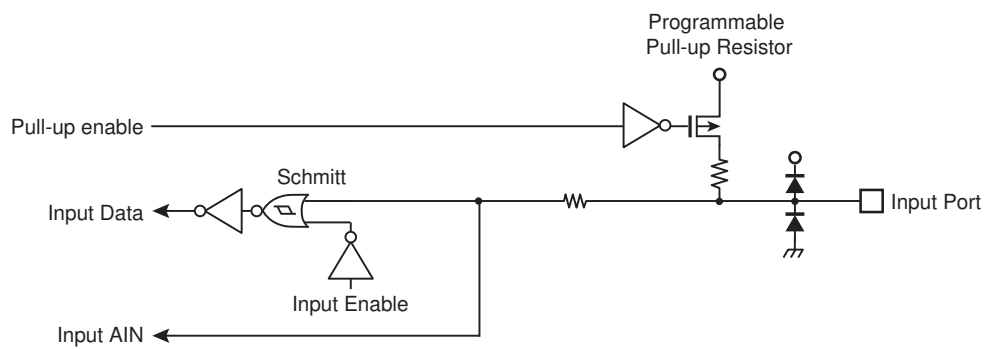 Programmable
Pull-up Resistor
Pull-up enable
Schmitt
Input Data
Input Port
Input Enable
Input AIN